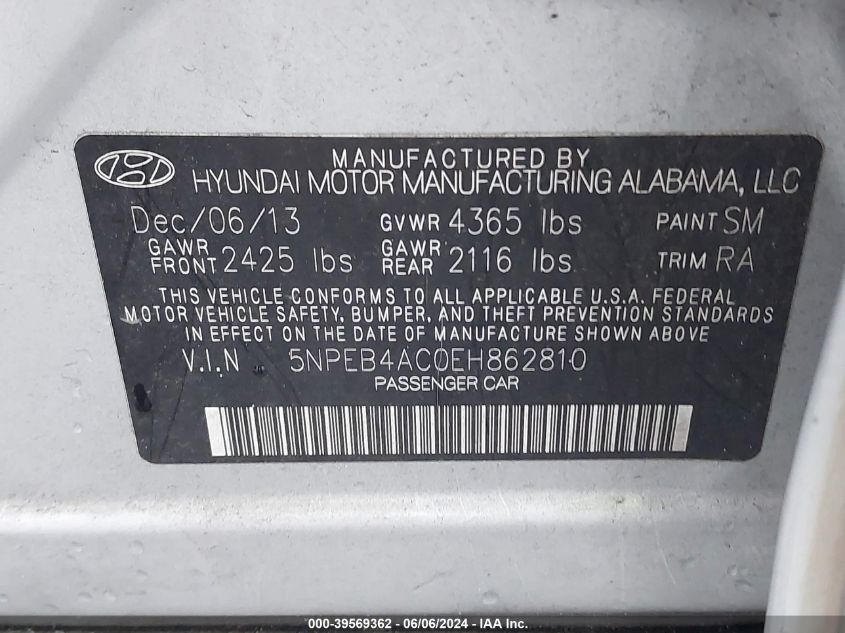 MANUFACTURED BY
HYUNDAI MOTOR MANUFACTURING ALABAMA, LLC
Dec/06/13 GVWR 4365 lbs PAINT SM
GAWR FRONT 2425 lbs GAWR REAR 2116 lbs TRIM RA
THIS VEHICLE CONFORMS TO ALL APPLICABLE U.S.A. FEDERAL
MOTOR VEHICLE SAFETY, BUMPER, AND THEFT PREVENTION STANDARDS
IN EFFECT ON THE DATE OF MANUFACTURE SHOWN ABOVE
V.I.N 5NPEB4AC0EH862810
PASSENGER CAR
000-39569362 - 06/06/2024 - IAA Inc.